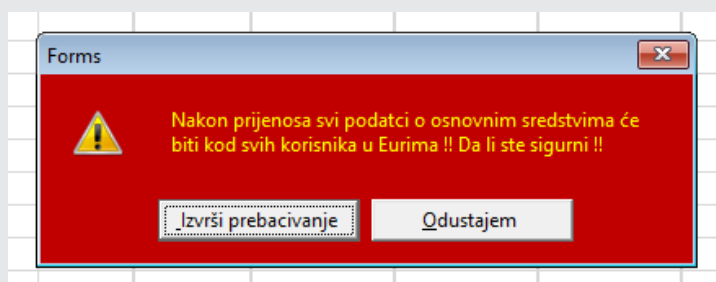 Forms
Nakon prijenosa svi podatci o osnovnim sredstvima će
biti kod svih korisnika u Eurima !! Da li ste sigurni !!
Izvrši prebacivanje
Odustajem